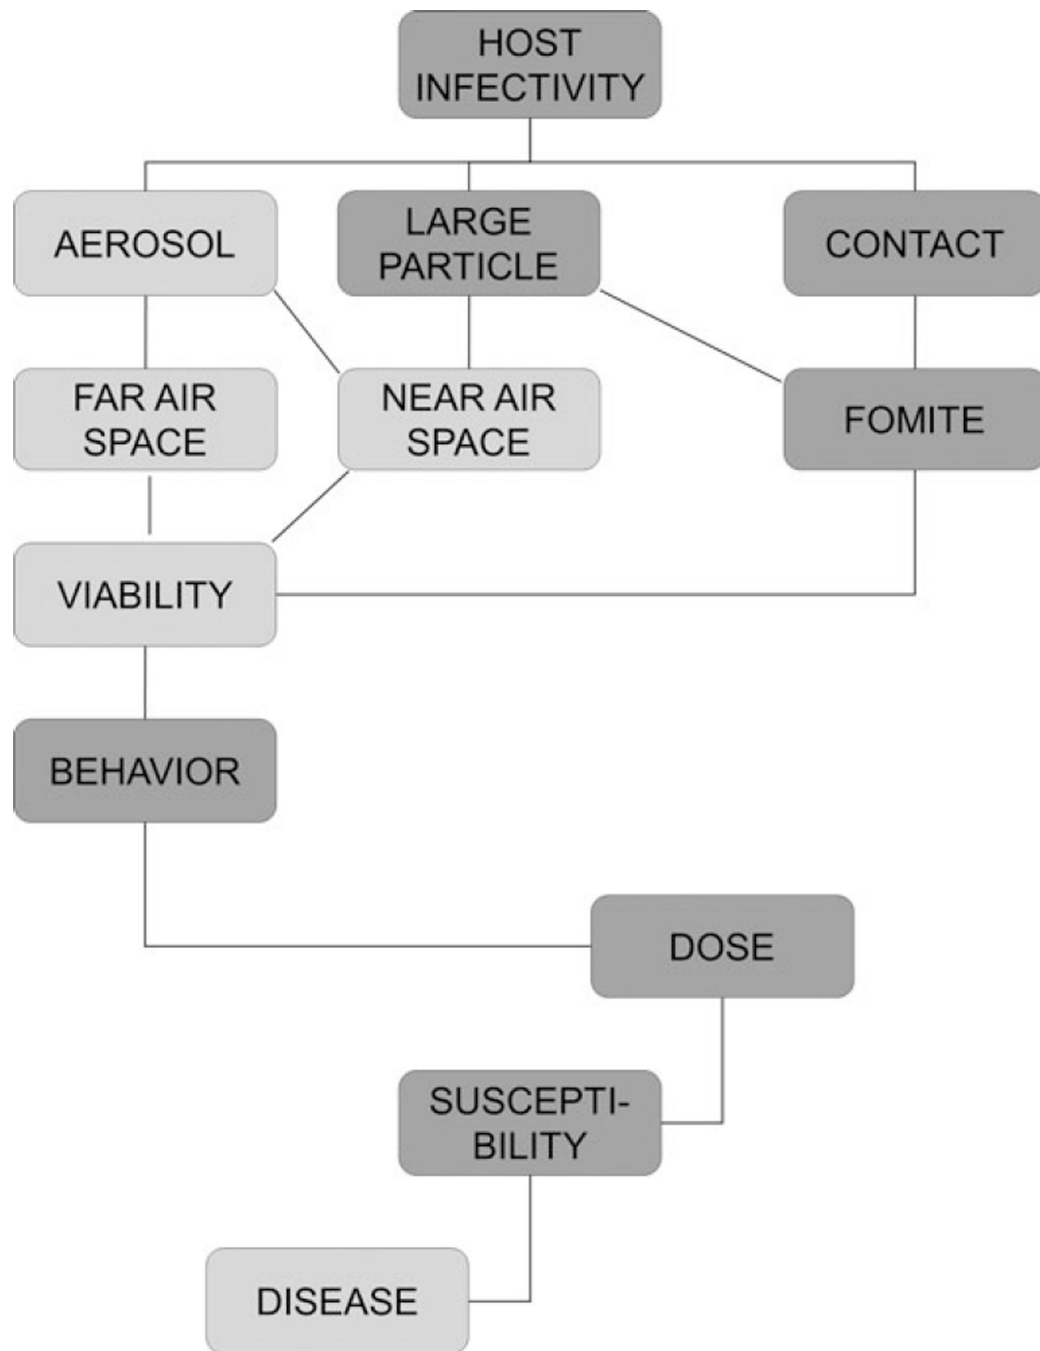 HOST
INFECTIVITY
AEROSOL
LARGE
PARTICLE
CONTACT
FAR AIR
SPACE
NEAR AIR
SPACE
FOMITE
VIABILITY
BEHAVIOR
DOSE
SUSCEPTI-
BILITY
DISEASE